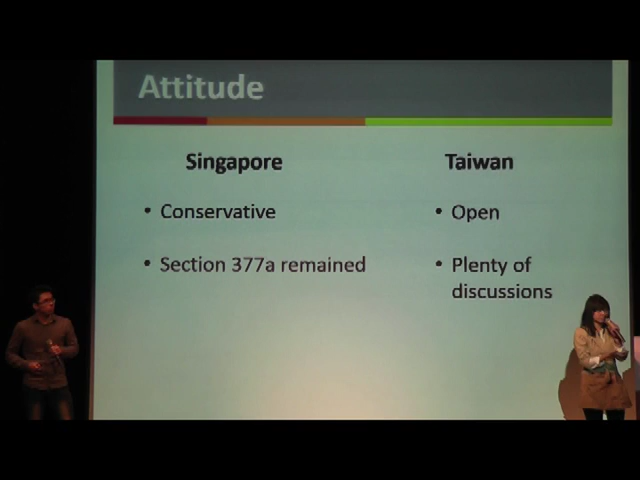 Attitude
Singapore
• Conservative
• Section 377a remained
Taiwan
• Open
• Plenty of
discussions